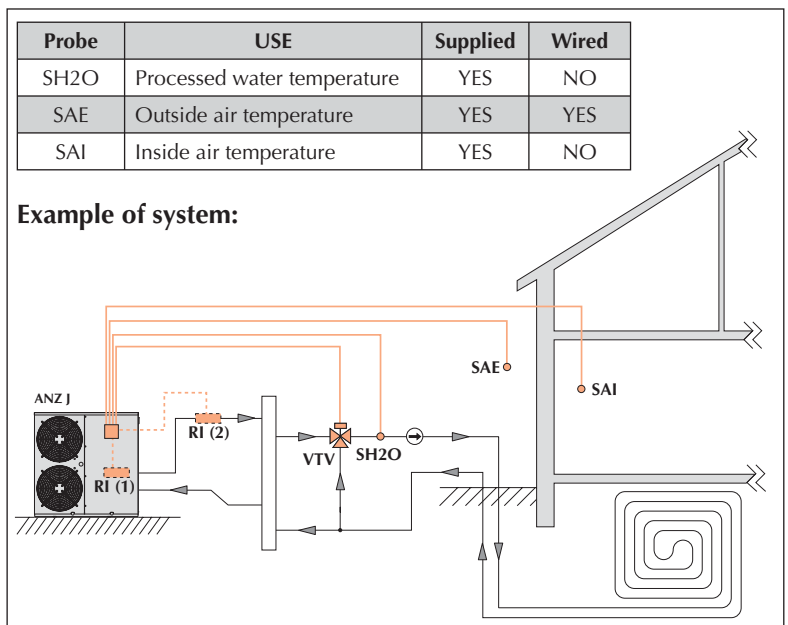 Probe USE Supplied Wired
SH2O Processed water temperature YES NO
SAE Outside air temperature YES YES
SAI Inside air temperature YES NO
Example of system:
SAE
SAI
ANZ J
RI (2)
VTV
SH2O
RI (1)